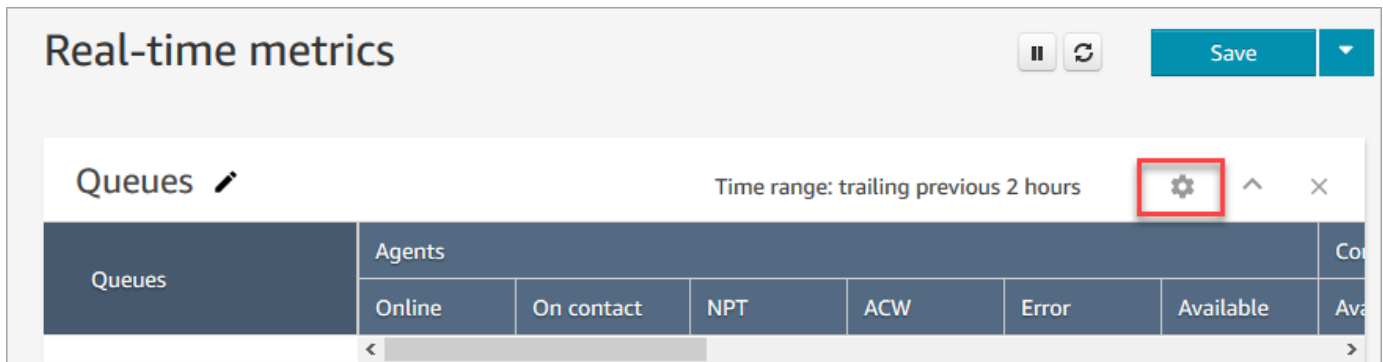 Real-time metrics
Save
Queues
Time range: trailing previous 2 hours
Queues
Agents
Online On contact NPT ACW Error Available